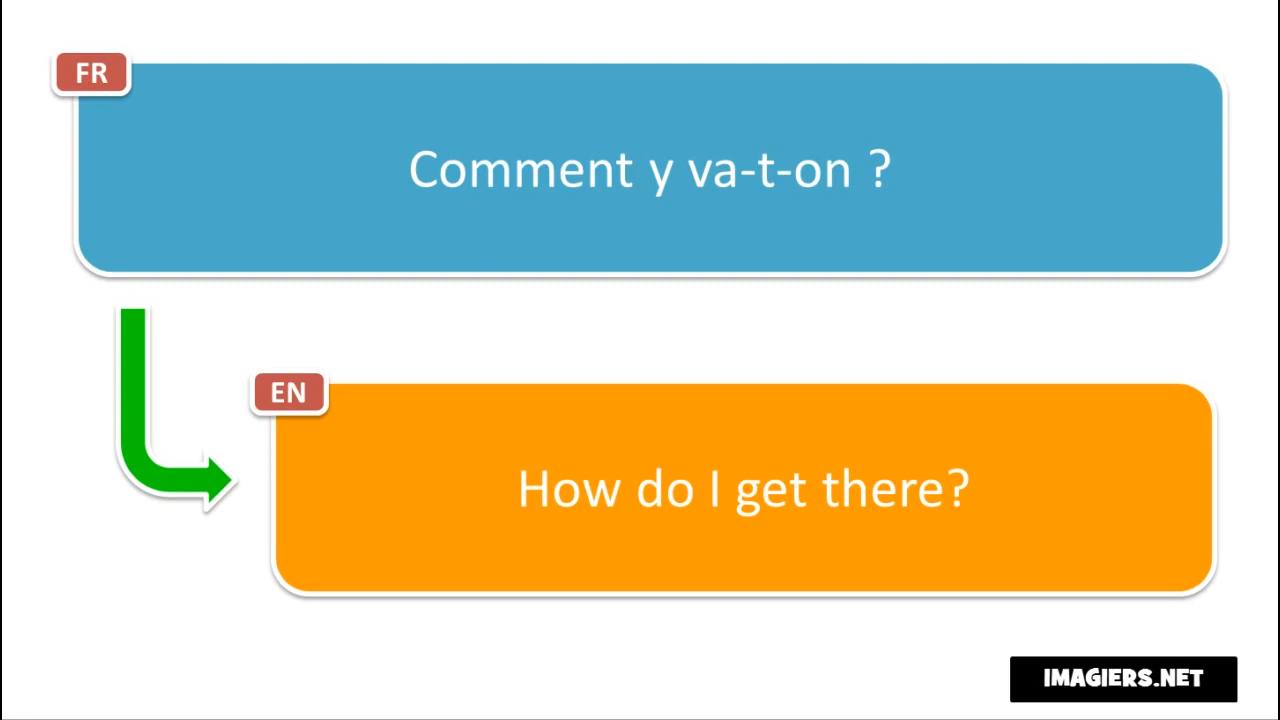 FR
Comment y va-t-on ?
EN
How do I get there?
IMAGIERS.NET